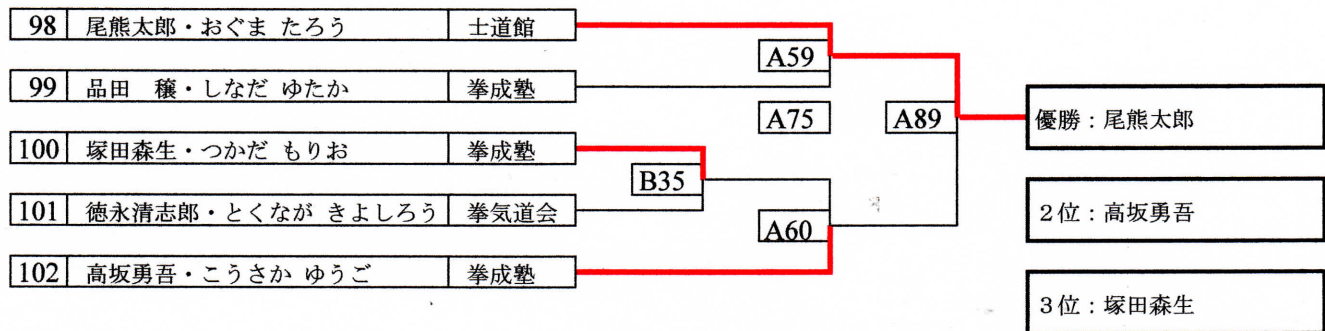 98 尾熊太郎・おぐま たろう 士道館
A59
99 品田 穣・しなだ ゆたか 拳成塾
A75 A89 優勝：尾熊太郎
100 塚田森生・つかだ もりお 拳成塾
B35
101 徳永清志郎・とくなが きよしろう 拳気道会
2位：高坂勇吾
A60
102 高坂勇吾・こうさか ゆうご 拳成塾
3位：塚田森生